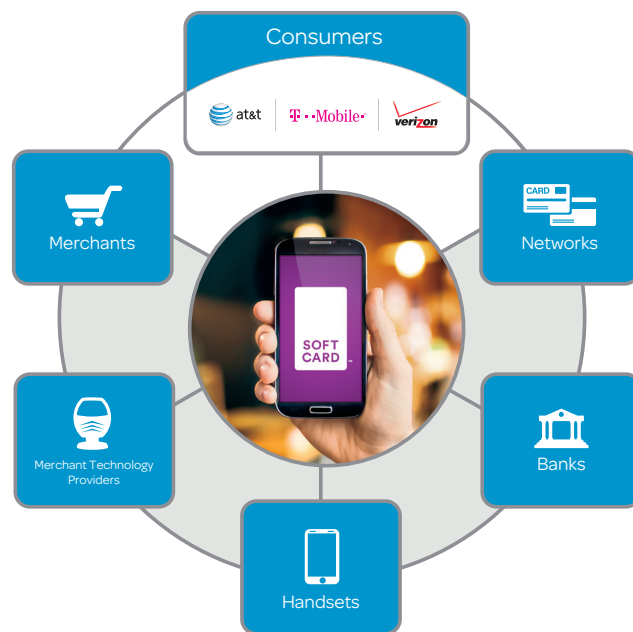 Consumers
at&t
T-Mobile
verizon
Merchants
CARD
Networks
SOFT
CARD
Merchant Technology
Providers
Banks
Handsets